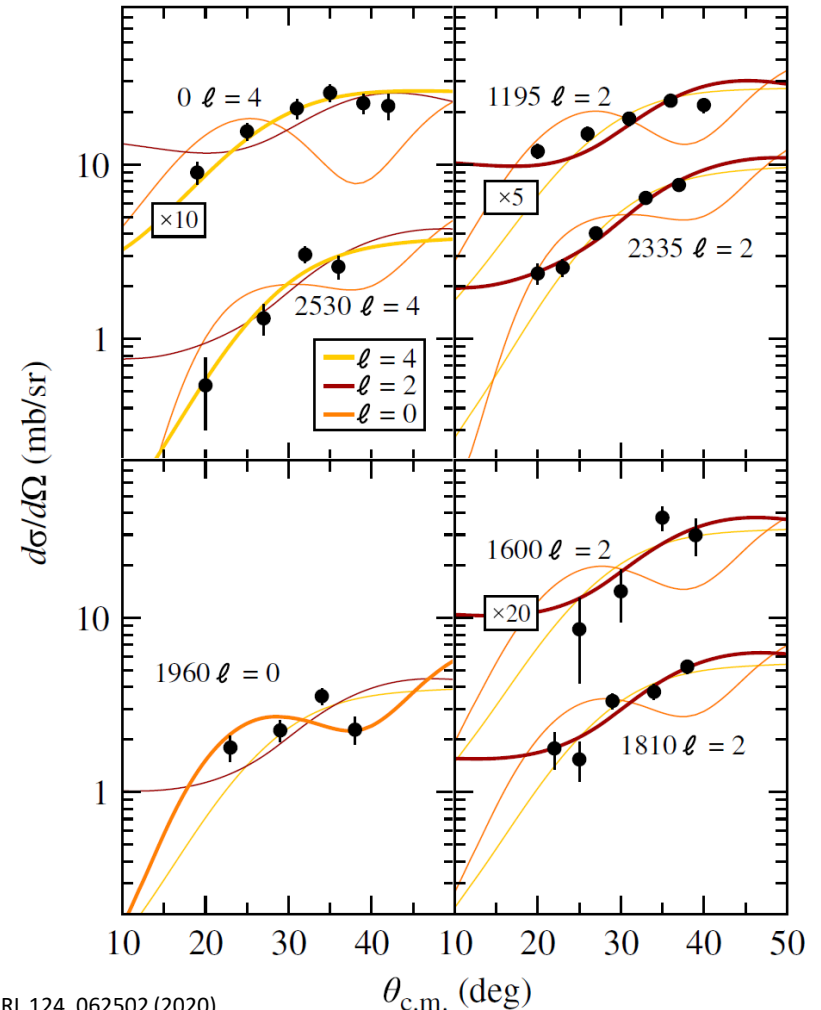 0 ℓ = 4
×10
2530 ℓ = 4
ℓ = 4
ℓ = 2
ℓ = 0
1195 ℓ = 2
×5
2335 ℓ = 2
10
1
1960 ℓ = 0
1600 ℓ = 2
×20
1810 ℓ = 2
10
1
dσ/dΩ (mb/sr)
10 20 30 40 10 20 30 40 50
θc.m. (deg)
RL 124, 062502 (2020)